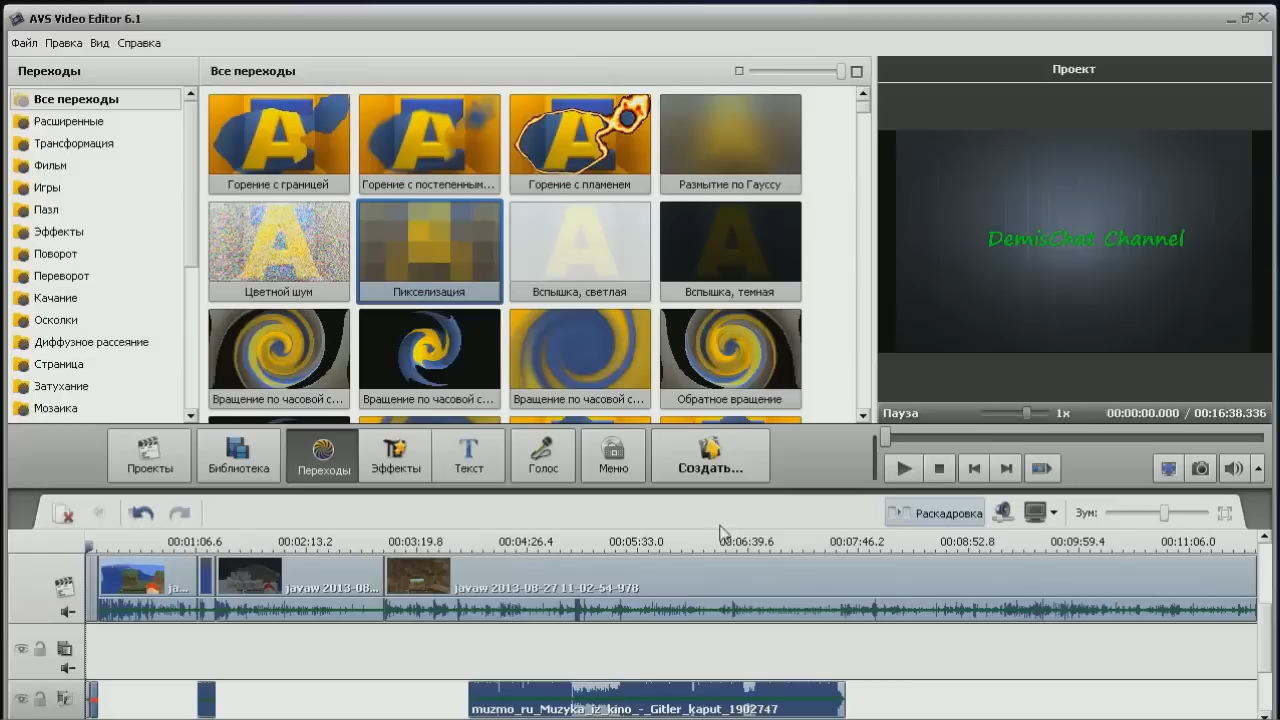 AVS Video Editor 6.1
Файл Правка Вид Справка
Переходы
Все переходы
Расширенные
Трансформация
Фильм
Игры
Пазл
Эффекты
Поворот
Переворот
Качание
Осколки
Диффузное рассеяние
Страница
Затухание
Мозаика
Все переходы
Горение с границей
Горение с постепенным...
Горение с пламенем
Размытие по Гауссу
Цветной шум
Пикселизация
Вспышка, светлая
Вспышка, темная
Вращение по часовой с...
Вращение по часовой с...
Вращение по часовой с...
Обратное вращение
Проект
DemisChat Channel
Пауза
1x
00:00:00.000 / 00:16:38.336
Проекты
Библиотека
Переходы
Эффекты
Текст
Голос
Меню
Создать...
Раскадровка
Зум:
00:01:06.6 00:02:13.2 00:03:19.8 00:04:26.4 00:05:33.0 00:06:39.6 00:07:46.2 00:08:52.8 00:09:59.4 00:11:06.0
ja...
javaw 2013-08...
javaw 2013-08-27 11-02-54-978
muzmo_ru_Muzyka_iz_kino_-_Gitler_kaput_1902747